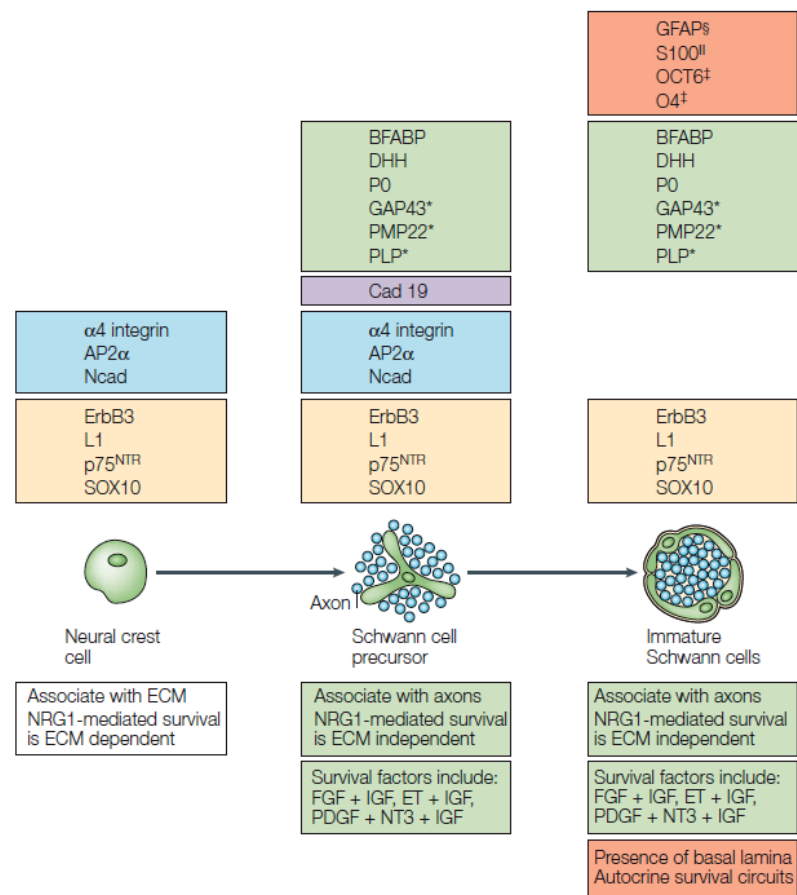 GFAP§
S100||
OCT6‡
O4‡
BFABP
DHH
P0
GAP43*
PMP22*
PLP*
BFABP
DHH
P0
GAP43*
PMP22*
PLP*
Cad 19
α4 integrin
AP2α
Ncad
α4 integrin
AP2α
Ncad
ErbB3
L1
p75NTR
SOX10
ErbB3
L1
p75NTR
SOX10
ErbB3
L1
p75NTR
SOX10
Axon
Neural crest
cell
Schwann cell
precursor
Immature
Schwann cells
Associate with ECM
NRG1-mediated survival
is ECM dependent
Associate with axons
NRG1-mediated survival
is ECM independent
Associate with axons
NRG1-mediated survival
is ECM independent
Survival factors include:
FGF + IGF, ET + IGF,
PDGF + NT3 + IGF
Survival factors include:
FGF + IGF, ET + IGF,
PDGF + NT3 + IGF
Presence of basal lamina
Autocrine survival circuits